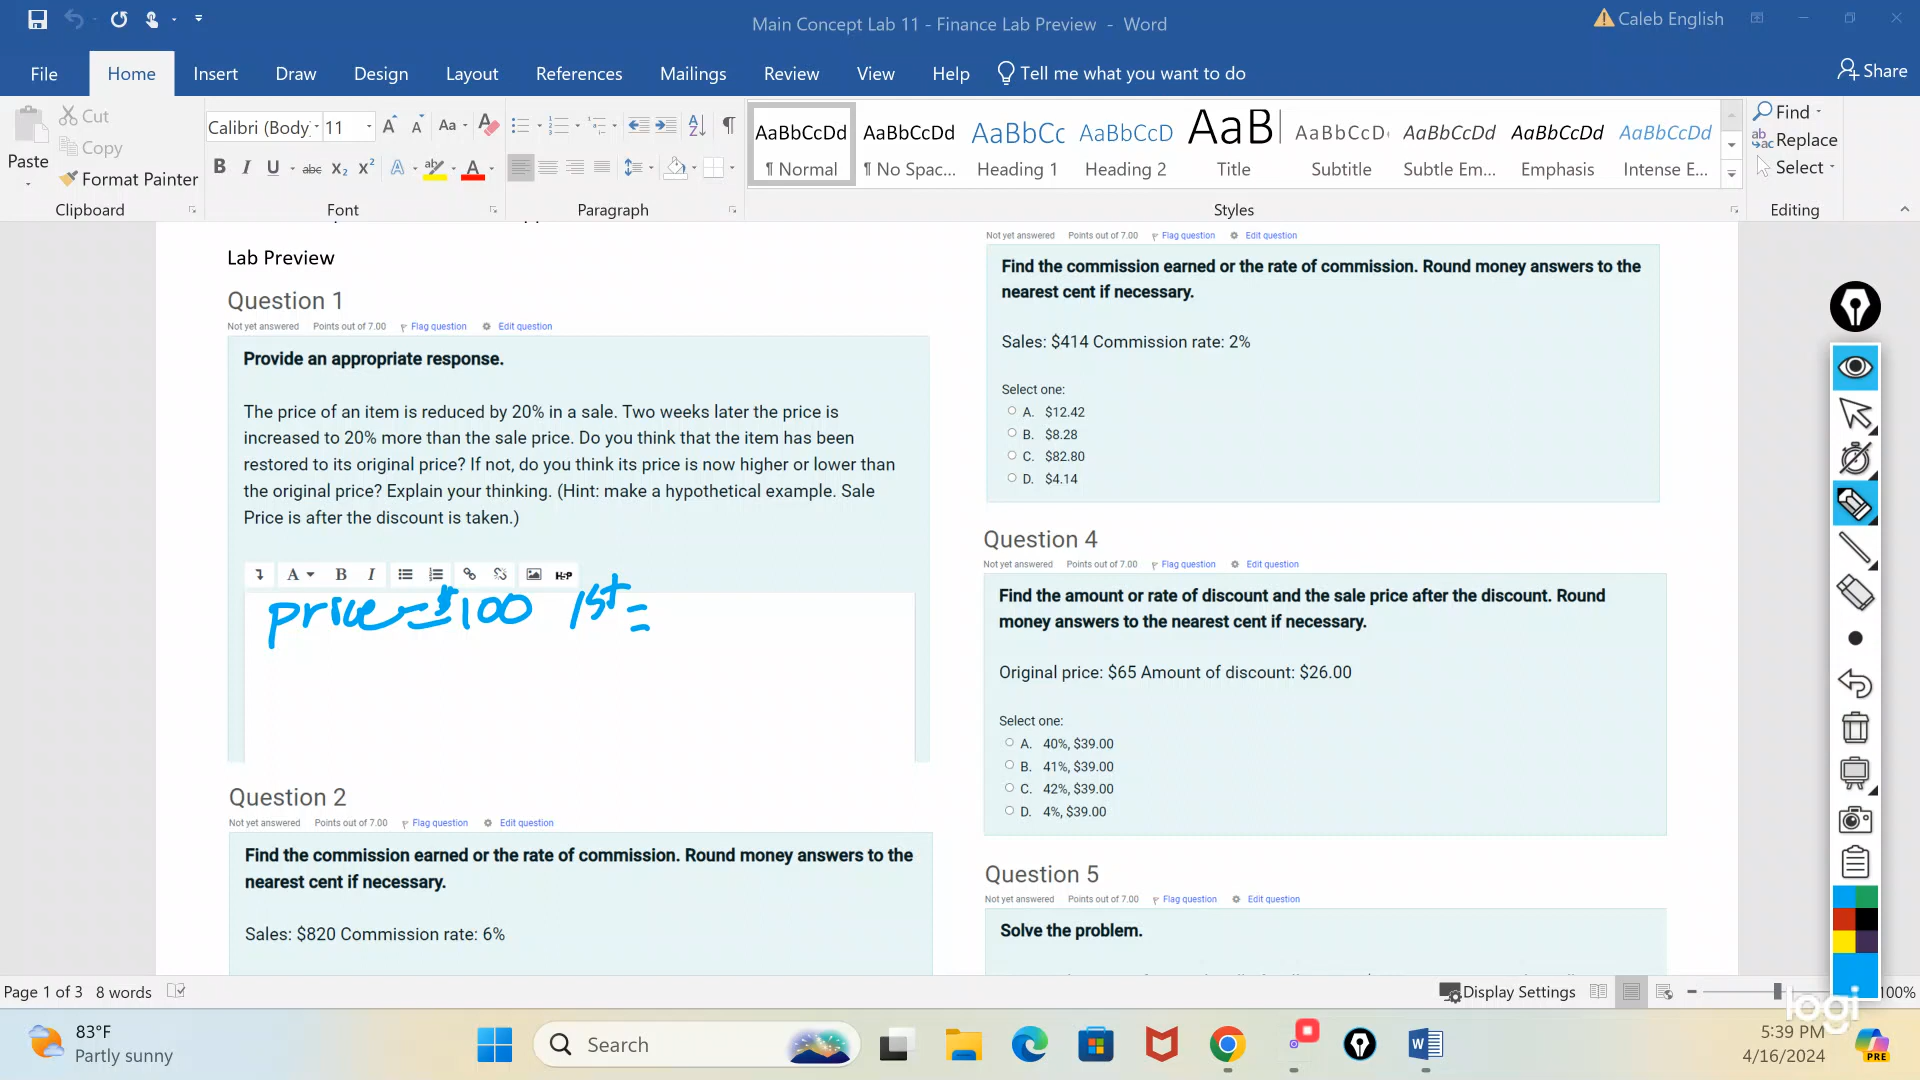 Main Concept Lab 11 - Finance Lab Preview - Word
Caleb English
File Home Insert Draw Design Layout References Mailings Review View Help Tell me what you want to do
Share
Paste
Cut
Copy
Format Painter
Clipboard
Calibri (Body) 11
Font
Paragraph
AaBbCcDd AaBbCcDd AaBbCc AaBbCcD AaB AaBbCcD AaBbCcDd AaBbCcDd AaBbCcDd
¶ Normal ¶ No Spac... Heading 1 Heading 2 Title Subtitle Subtle Em... Emphasis Intense E...
Styles
Find
Replace
Select
Editing
Lab Preview
Question 1
Not yet answered Points out of 7.00 Flag question Edit question
Provide an appropriate response.
The price of an item is reduced by 20% in a sale. Two weeks later the price is
increased to 20% more than the sale price. Do you think that the item has been
restored to its original price? If not, do you think its price is now higher or lower than
the original price? Explain your thinking. (Hint: make a hypothetical example. Sale
Price is after the discount is taken.)
price = $100 1st =
Question 2
Not yet answered Points out of 7.00 Flag question Edit question
Find the commission earned or the rate of commission. Round money answers to the
nearest cent if necessary.
Sales: $820 Commission rate: 6%
Not yet answered Points out of 7.00 Flag question Edit question
Find the commission earned or the rate of commission. Round money answers to the
nearest cent if necessary.
Sales: $414 Commission rate: 2%
Select one:
A. $12.42
B. $8.28
C. $82.80
D. $4.14
Question 4
Not yet answered Points out of 7.00 Flag question Edit question
Find the amount or rate of discount and the sale price after the discount. Round
money answers to the nearest cent if necessary.
Original price: $65 Amount of discount: $26.00
Select one:
A. 40%, $39.00
B. 41%, $39.00
C. 42%, $39.00
D. 4%, $39.00
Question 5
Not yet answered Points out of 7.00 Flag question Edit question
Solve the problem.
Page 1 of 3 8 words
Display Settings
100%
logi
83°F
Partly sunny
Search
5:39 PM
4/16/2024
PRE